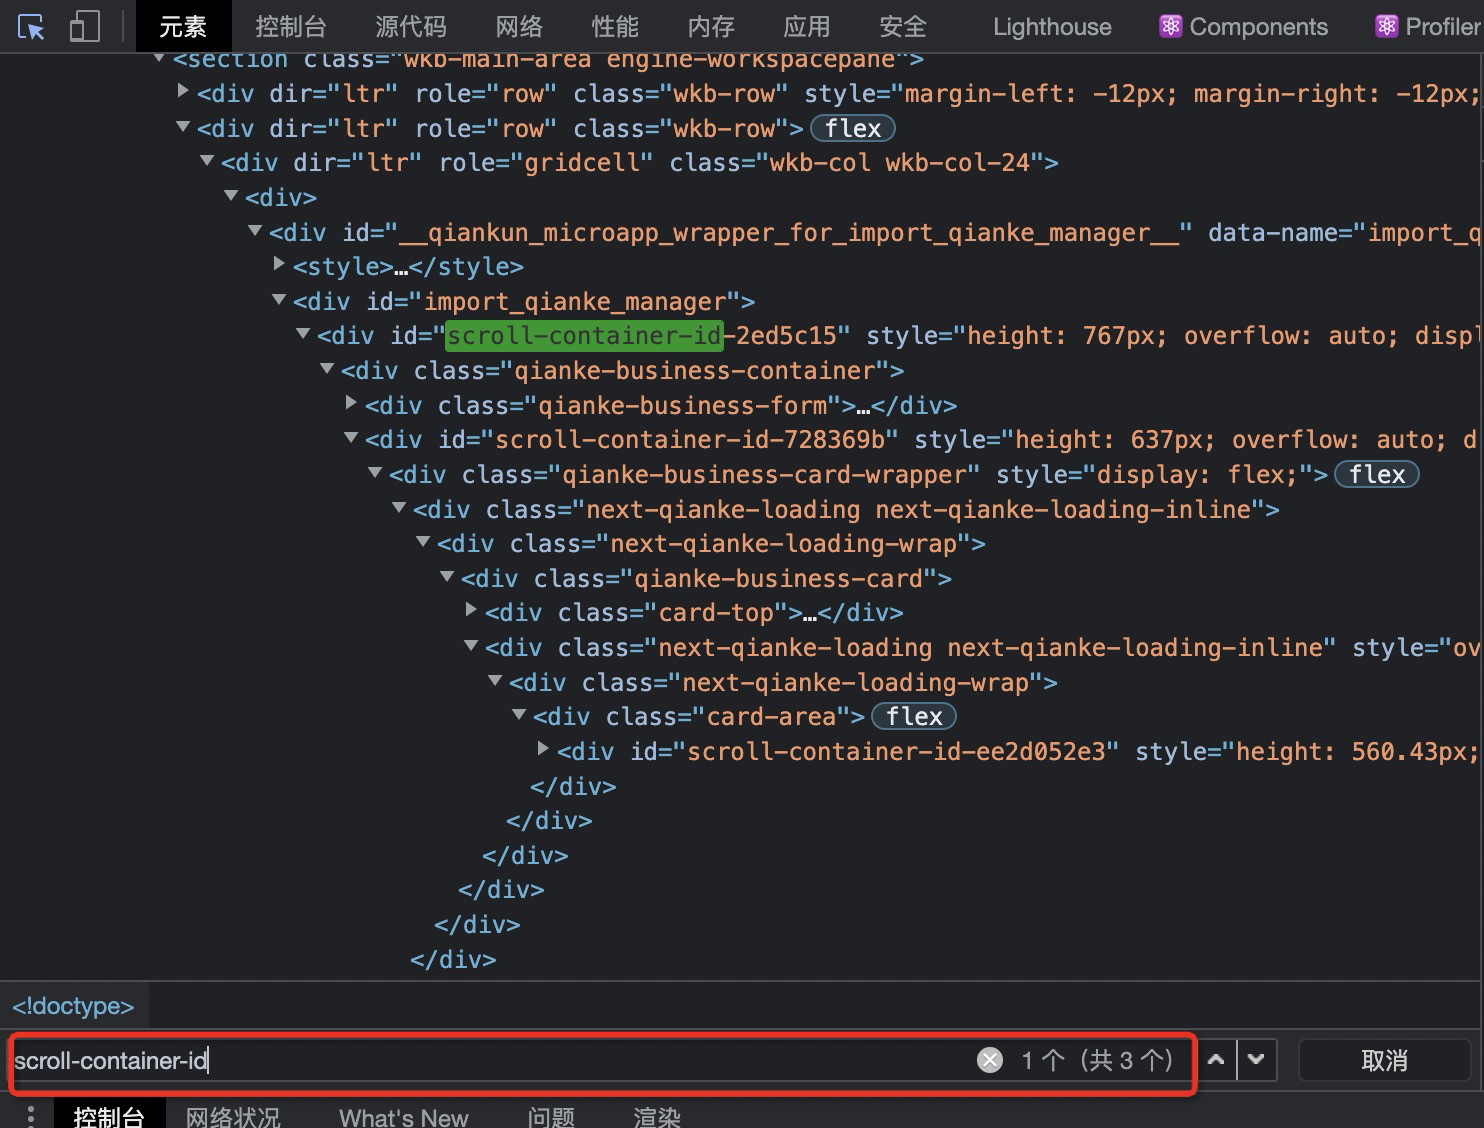 元素 控制台 源代码 网络 性能 内存 应用 安全 Lighthouse Components Profiler
<section class="wkb-main-area engine-workspacepane">
<div dir="ltr" role="row" class="wkb-row" style="margin-left: -12px; margin-right: -12px;
<div dir="ltr" role="row" class="wkb-row"> flex
<div dir="ltr" role="gridcell" class="wkb-col wkb-col-24">
<div>
<div id="__qiankun_microapp_wrapper_for_import_qianke_manager__" data-name="import_q
<style>…</style>
<div id="import_qianke_manager">
<div id="scroll-container-id-2ed5c15" style="height: 767px; overflow: auto; displ
<div class="qianke-business-container">
<div class="qianke-business-form">…</div>
<div id="scroll-container-id-728369b" style="height: 637px; overflow: auto; d
<div class="qianke-business-card-wrapper" style="display: flex;"> flex
<div class="next-qianke-loading next-qianke-loading-inline">
<div class="next-qianke-loading-wrap">
<div class="qianke-business-card">
<div class="card-top">…</div>
<div class="next-qianke-loading next-qianke-loading-inline" style="ov
<div class="next-qianke-loading-wrap">
<div class="card-area"> flex
<div id="scroll-container-id-ee2d052e3" style="height: 560.43px;
</div>
</div>
</div>
</div>
</div>
</div>
<!doctype>
scroll-container-id 1 个（共 3 个） 取消
控制台 网络状况 What's New 问题 渲染